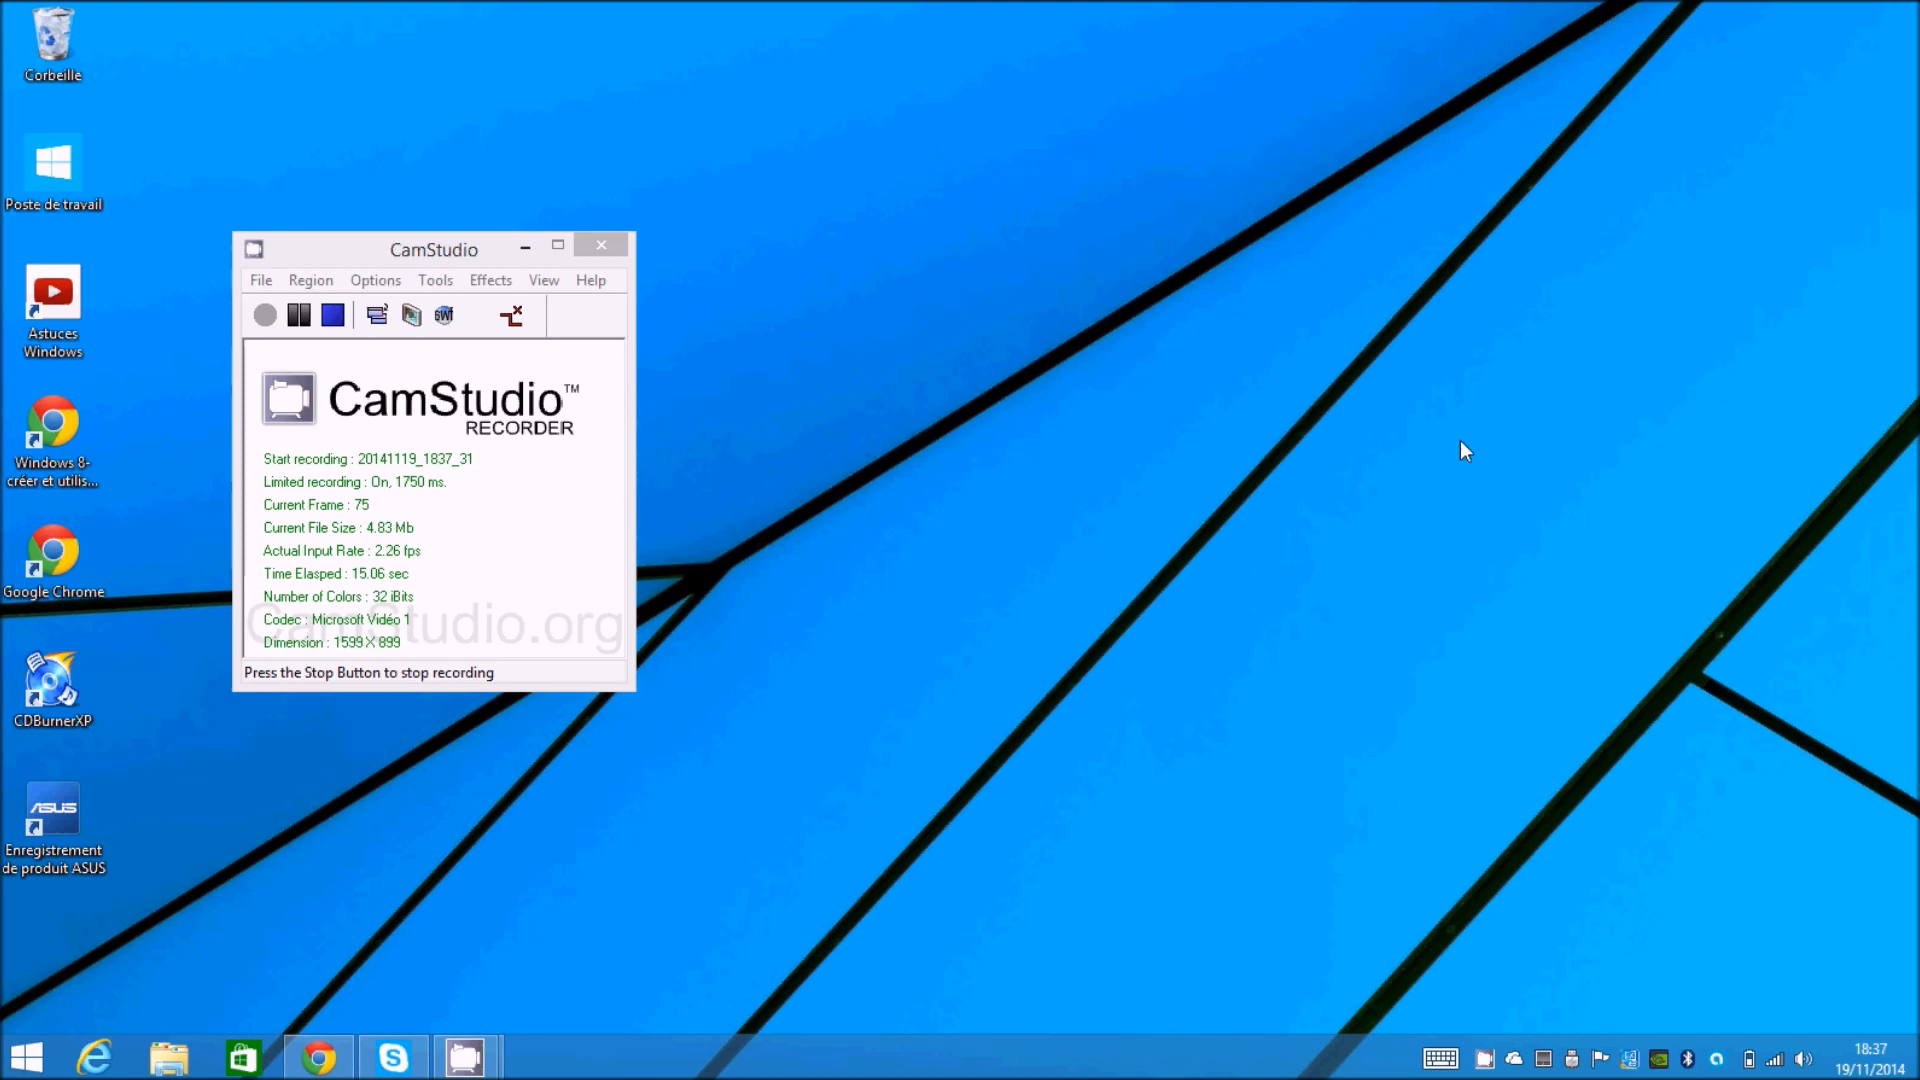 Corbeille
Poste de travail
Astuces
Windows
Windows 8-
créer et utilis...
Google Chrome
CDBurnerXP
ASUS
Enregistrement
de produit ASUS
CamStudio
File Region Options Tools Effects View Help
SWf
CamStudio™
RECORDER
Start recording : 20141119_1837_31
Limited recording : On, 1750 ms.
Current Frame : 75
Current File Size : 4.83 Mb
Actual Input Rate : 2.26 fps
Time Elasped : 15.06 sec
Number of Colors : 32 iBits
CamStudio.org
Codec : Microsoft Vidéo 1
Dimension : 1599 X 899
Press the Stop Button to stop recording
18:37
19/11/2014